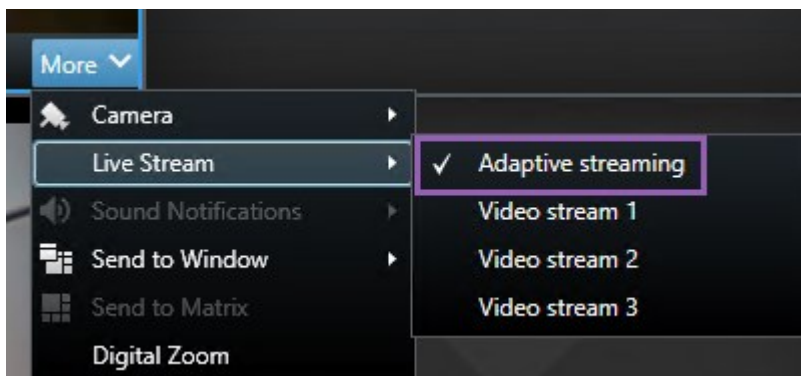 More
Camera
Live Stream
Adaptive streaming
Sound Notifications
Video stream 1
Send to Window
Video stream 2
Send to Matrix
Video stream 3
Digital Zoom